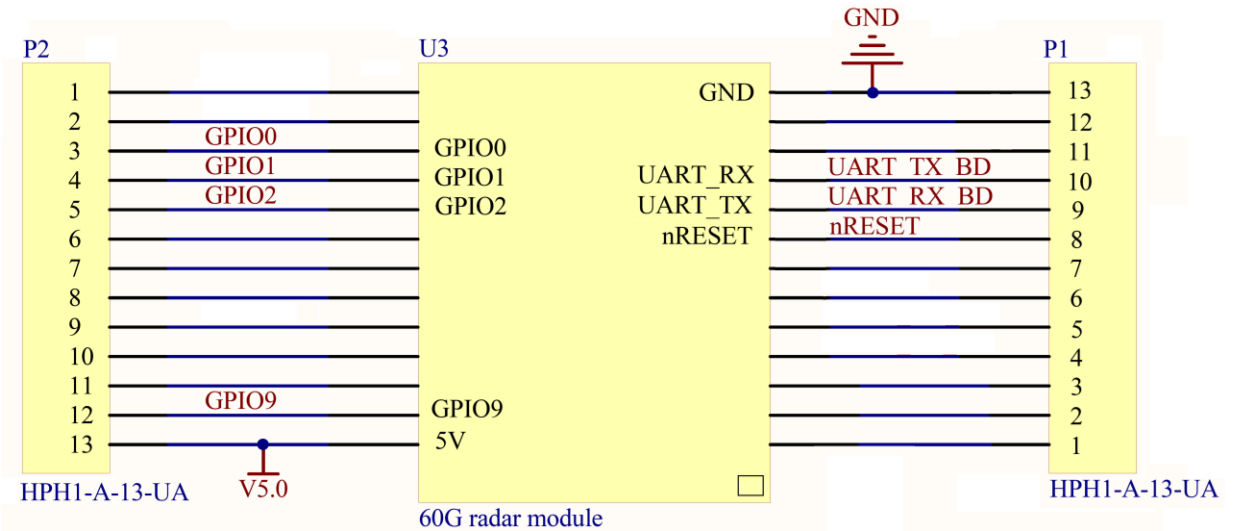 GND
P2
U3
P1
1
GND
13
2
12
GPIO0
3
GPIO0
11
GPIO1
UART_TX_BD
4
GPIO1
UART_RX
10
GPIO2
UART_RX_BD
5
GPIO2
UART_TX
9
nRESET
6
nRESET
8
7
7
8
6
9
5
10
4
11
3
GPIO9
12
GPIO9
2
13
5V
1
HPH1-A-13-UA
V5.0
HPH1-A-13-UA
60G radar module